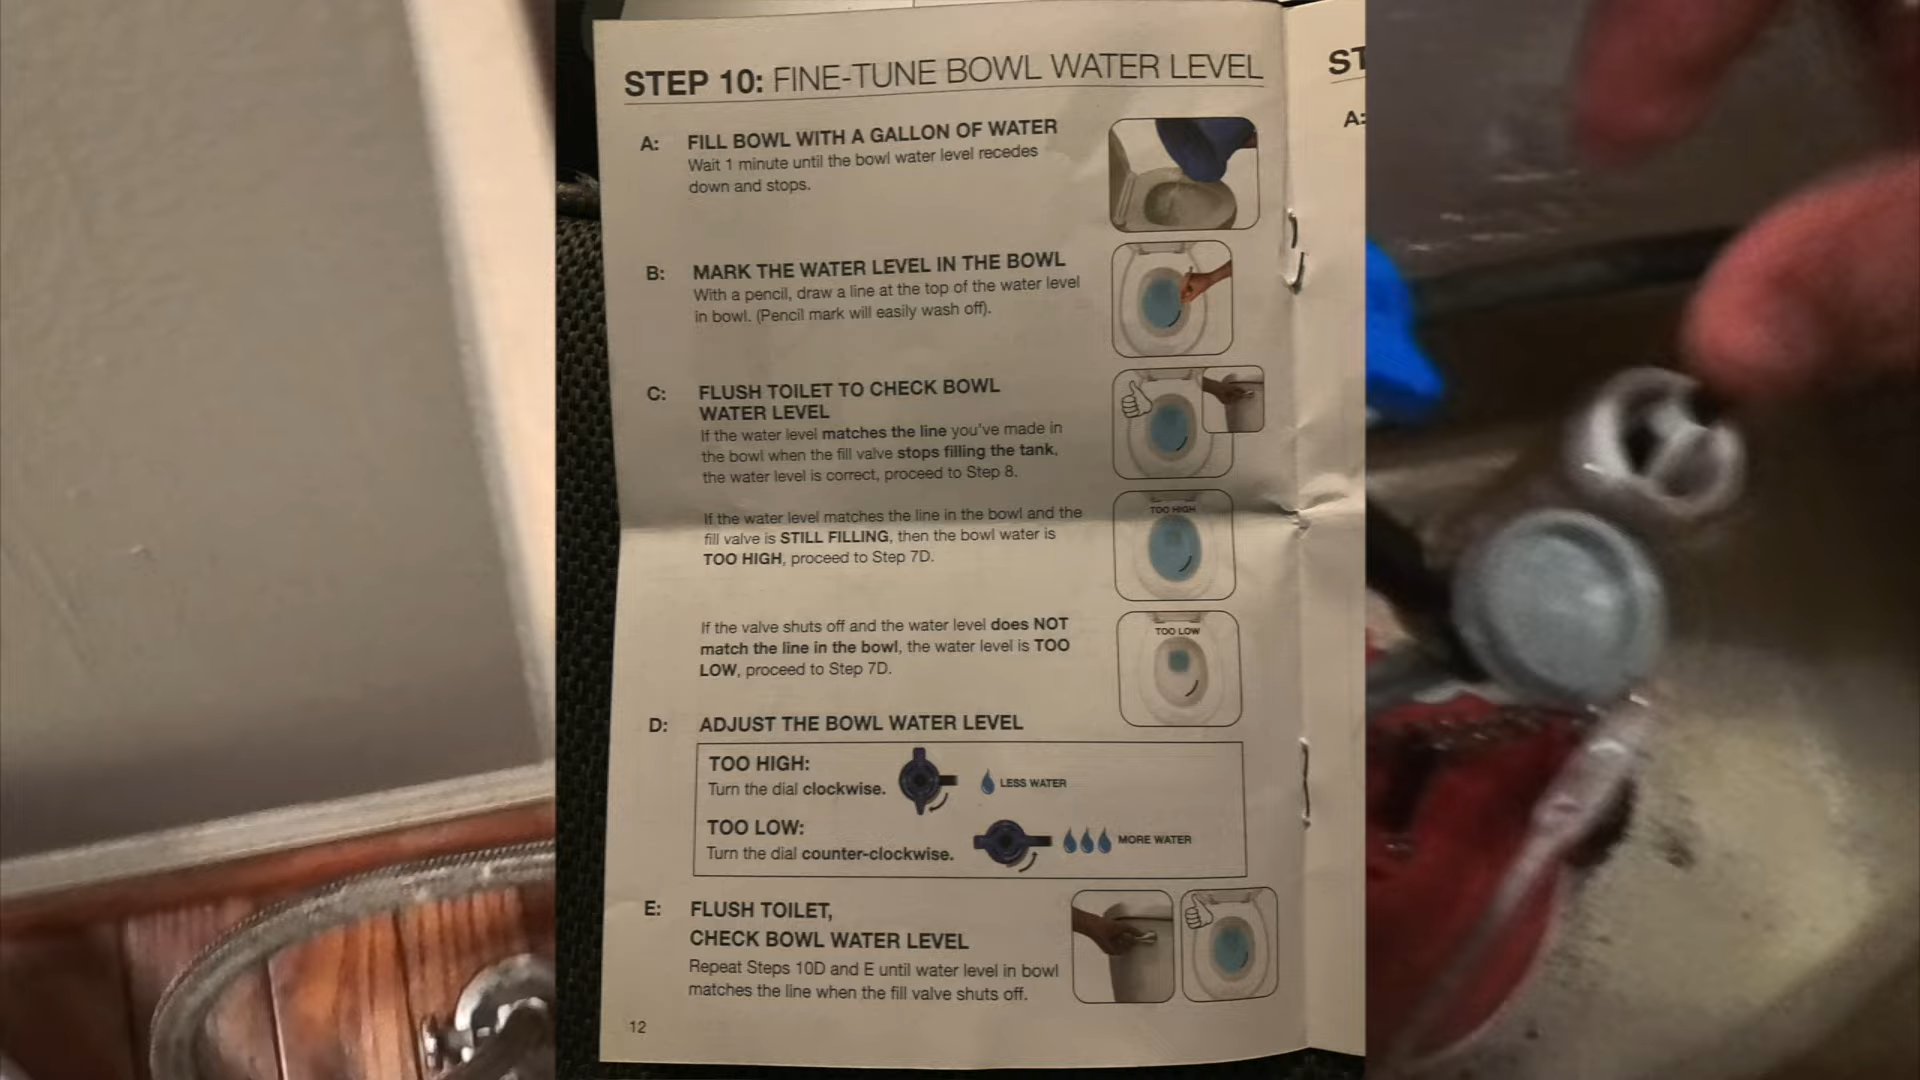 STEP 10: FINE-TUNE BOWL WATER LEVEL
A: FILL BOWL WITH A GALLON OF WATER
Wait 1 minute until the bowl water level recedes
down and stops.
B: MARK THE WATER LEVEL IN THE BOWL
With a pencil, draw a line at the top of the water level
in bowl. (Pencil mark will easily wash off).
C: FLUSH TOILET TO CHECK BOWL
WATER LEVEL
If the water level matches the line you've made in
the bowl when the fill valve stops filling the tank,
the water level is correct, proceed to Step 8.
If the water level matches the line in the bowl and the
fill valve is STILL FILLING, then the bowl water is
TOO HIGH, proceed to Step 7D.
TOO HIGH
If the valve shuts off and the water level does NOT
match the line in the bowl, the water level is TOO
LOW, proceed to Step 7D.
TOO LOW
D: ADJUST THE BOWL WATER LEVEL
TOO HIGH:
Turn the dial clockwise.
LESS WATER
TOO LOW:
Turn the dial counter-clockwise.
MORE WATER
E: FLUSH TOILET,
CHECK BOWL WATER LEVEL
Repeat Steps 10D and E until water level in bowl
matches the line when the fill valve shuts off.
12
ST
A: